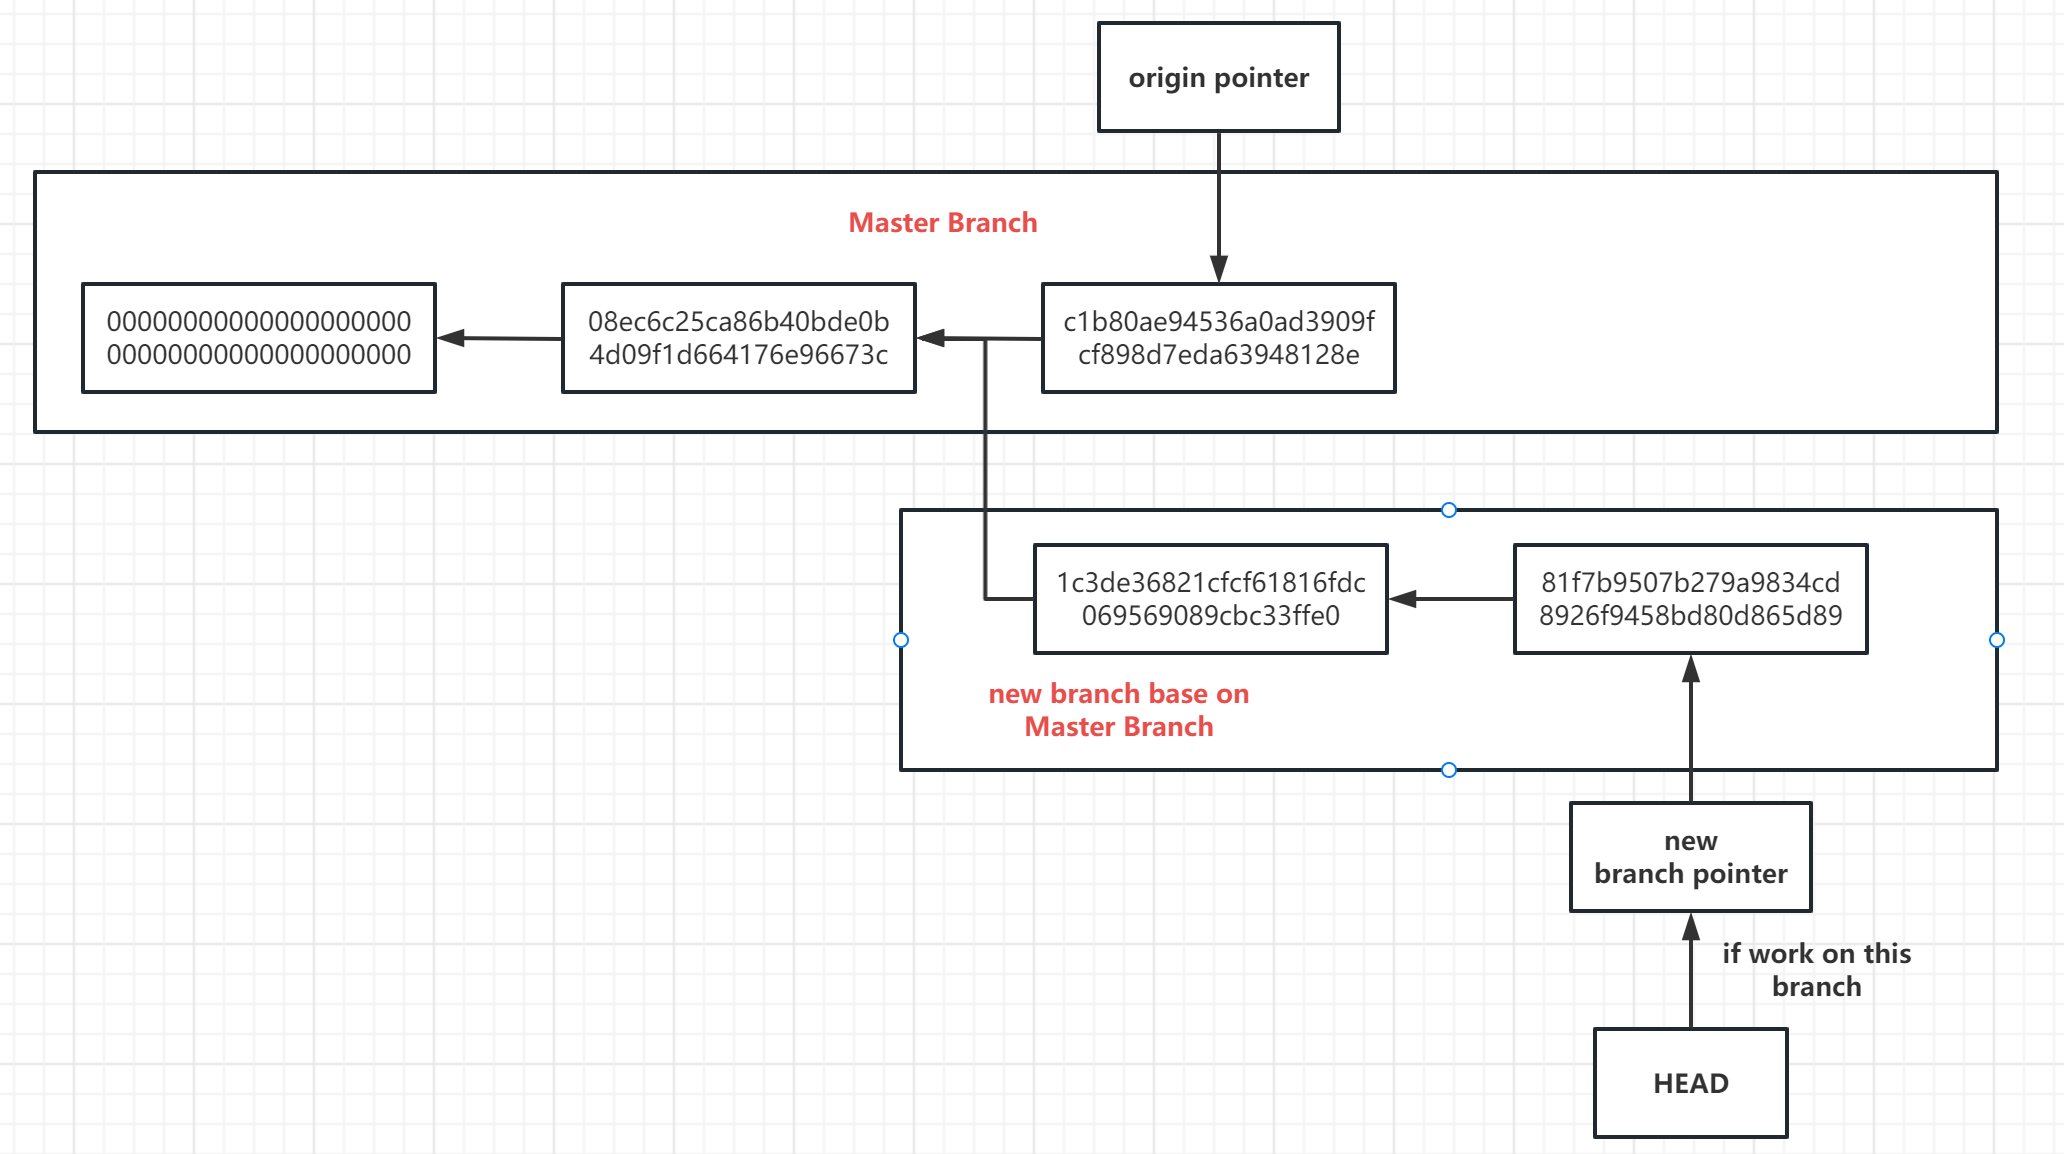 origin pointer
Master Branch
00000000000000000000
00000000000000000000
08ec6c25ca86b40bde0b
4d09f1d664176e96673c
c1b80ae94536a0ad3909f
cf898d7eda63948128e
1c3de36821cfcf61816fdc
069569089cbc33ffe0
81f7b9507b279a9834cd
8926f9458bd80d865d89
new branch base on
Master Branch
new
branch pointer
if work on this
branch
HEAD